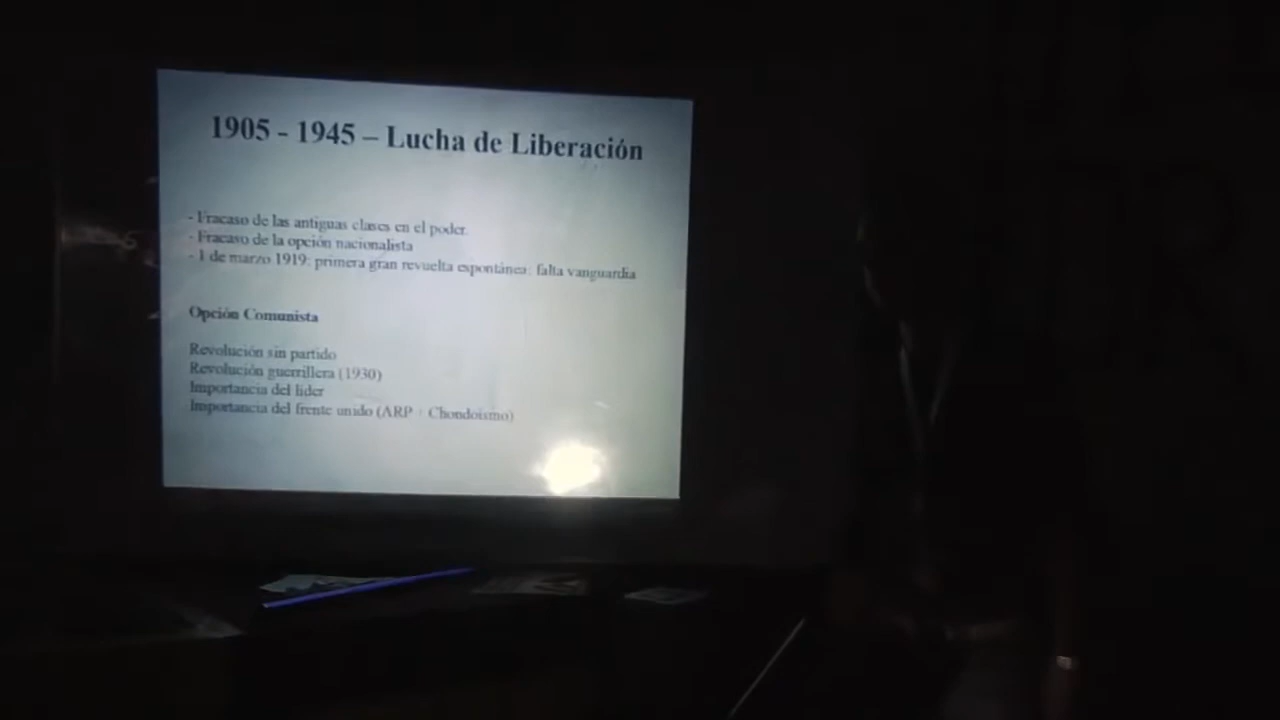 1905 - 1945 – Lucha de Liberación
- Fracaso de las antiguas clases en el poder.
- Fracaso de la opción nacionalista
- 1 de marzo 1919: primera gran revuelta espontánea: falta vanguardia
Opción Comunista
Revolución sin partido
Revolución guerrillera (1930)
Importancia del líder
Importancia del frente unido (ARP + Chondoismo)